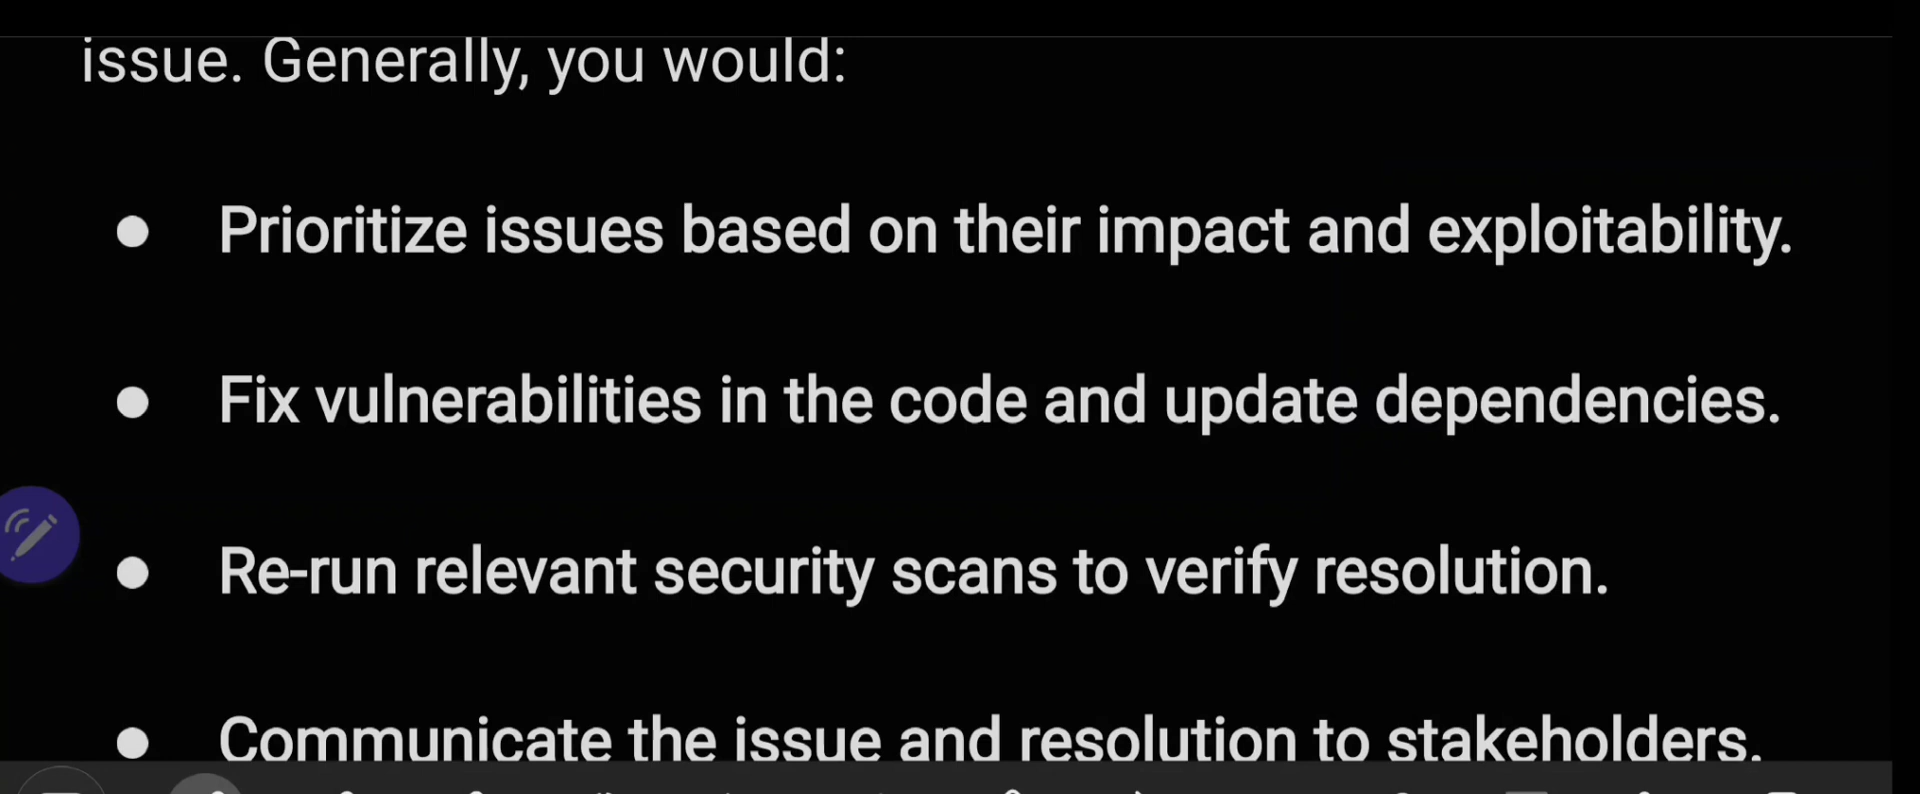 issue. Generally, you would:
Prioritize issues based on their impact and exploitability.
Fix vulnerabilities in the code and update dependencies.
Re-run relevant security scans to verify resolution.
Communicate the issue and resolution to stakeholders.